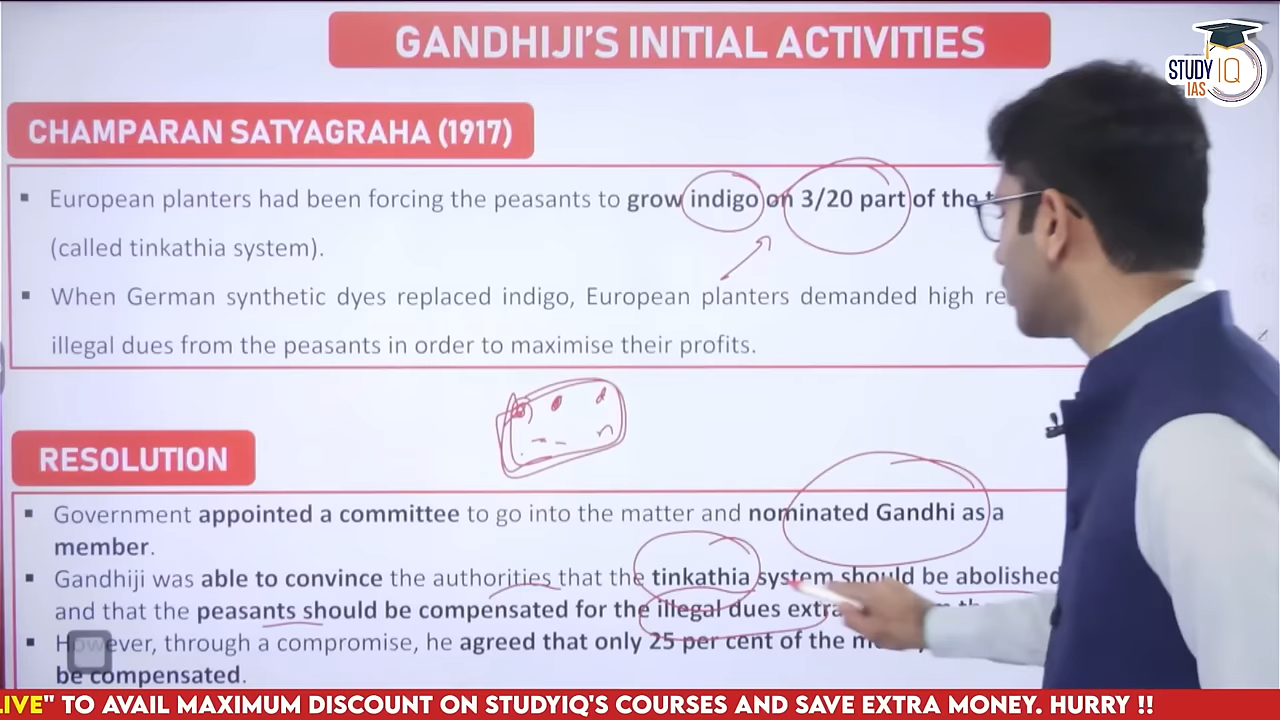 GANDHIJI'S INITIAL ACTIVITIES
STUDY IQ
IAS
CHAMPARAN SATYAGRAHA (1917)
▪ European planters had been forcing the peasants to grow indigo on 3/20 part of the
(called tinkathia system).
▪ When German synthetic dyes replaced indigo, European planters demanded high
illegal dues from the peasants in order to maximise their profits.
RESOLUTION
▪ Government appointed a committee to go into the matter and nominated Gandhi as a
member.
▪ Gandhiji was able to convince the authorities that the tinkathia system should be abolished
and that the peasants should be compensated for the illegal dues
▪ However, through a compromise, he agreed that only 25 per cent of the
be compensated.
LIVE" TO AVAIL MAXIMUM DISCOUNT ON STUDYIQ'S COURSES AND SAVE EXTRA MONEY. HURRY !!